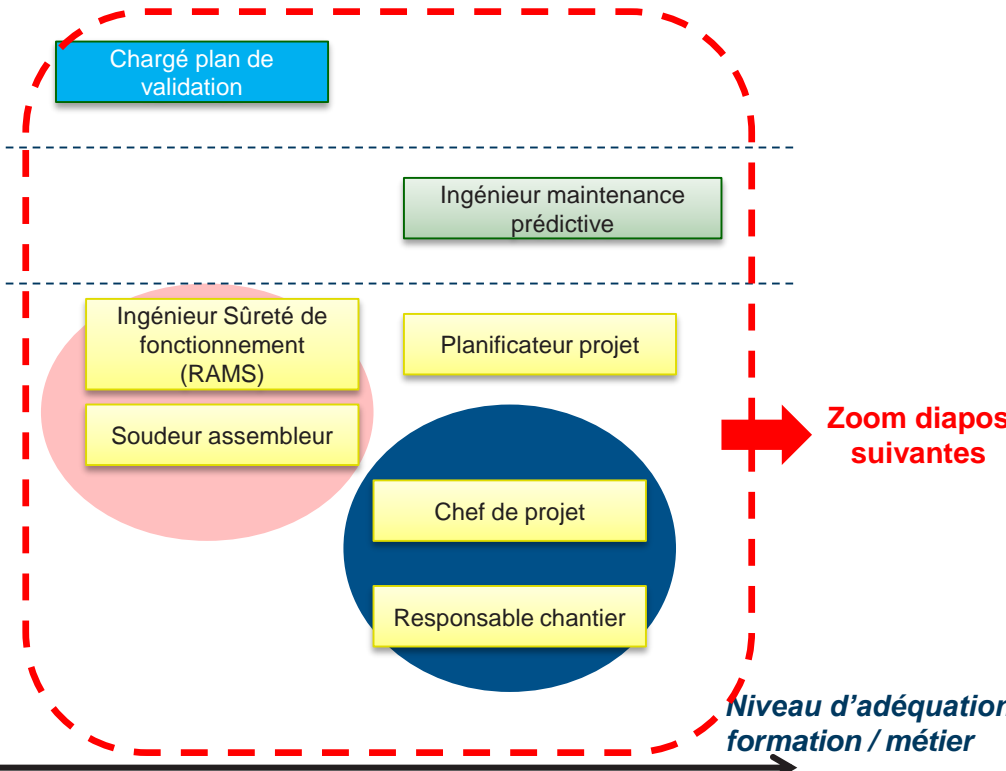 Chargé plan de
validation
Ingénieur maintenance
prédictive
Ingénieur Sûreté de
fonctionnement
(RAMS)
Planificateur projet
Soudeur assembleur
Zoom diapos
suivantes
Chef de projet
Responsable chantier
Niveau d’adéquation
formation / métier